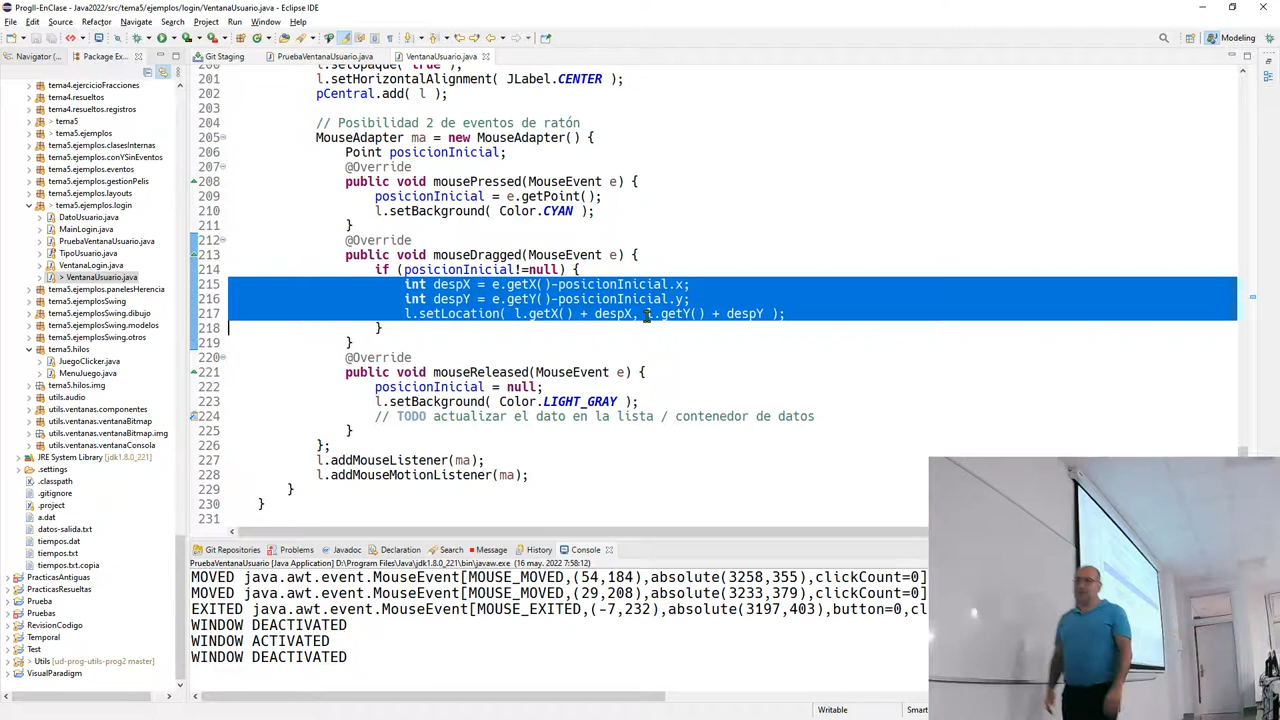 ProgII-EnClase - Java2022/src/tema5/ejemplos/login/VentanaUsuario.java - Eclipse IDE
File Edit Source Refactor Navigate Search Project Run Window Help
Modeling
Navigator (... Package Ex...
Git Staging PruebaVentanaUsuario.java VentanaUsuario.java
tema4.ejercicioFracciones
tema4.resueltos
tema4.resueltos.registros
> tema5
> tema5.ejemplos
tema5.ejemplos.clasesInternas
tema5.ejemplos.conYSinEventos
tema5.ejemplos.eventos
tema5.ejemplos.gestionPelis
tema5.ejemplos.layouts
> tema5.ejemplos.login
DatoUsuario.java
MainLogin.java
PruebaVentanaUsuario.java
TipoUsuario.java
VentanaLogin.java
> VentanaUsuario.java
tema5.ejemplos.panelesHerencia
tema5.ejemplosSwing
tema5.ejemplosSwing.dibujo
tema5.ejemplosSwing.modelos
tema5.ejemplosSwing.otros
tema5.hilos
JuegoClicker.java
MenuJuego.java
tema5.hilos.img
utils.audio
utils.ventanas.componentes
utils.ventanas.ventanaBitmap
utils.ventanas.ventanaBitmap.img
utils.ventanas.ventanaConsola
JRE System Library [jdk1.8.0_221]
.settings
.classpath
.gitignore
.project
a.dat
datos-salida.txt
tiempos.dat
tiempos.txt
tiempos.txt.copia
PracticasAntiguas
PracticasResueltas
Prueba
Pruebas
RevisionCodigo
Temporal
Test
> Utils [ud-prog-utils-prog2 master]
VisualParadigm
200 l.setOpaque( true );
201 l.setHorizontalAlignment( JLabel.CENTER );
202 pCentral.add( l );
203
204 // Posibilidad 2 de eventos de ratón
205 MouseAdapter ma = new MouseAdapter() {
206 Point posicionInicial;
207 @Override
208 public void mousePressed(MouseEvent e) {
209 posicionInicial = e.getPoint();
210 l.setBackground( Color.CYAN );
211 }
212 @Override
213 public void mouseDragged(MouseEvent e) {
214 if (posicionInicial!=null) {
215 int despX = e.getX()-posicionInicial.x;
216 int despY = e.getY()-posicionInicial.y;
217 l.setLocation( l.getX() + despX, l.getY() + despY );
218 }
219 }
220 @Override
221 public void mouseReleased(MouseEvent e) {
222 posicionInicial = null;
223 l.setBackground( Color.LIGHT_GRAY );
224 // TODO actualizar el dato en la lista / contenedor de datos
225 }
226 };
227 l.addMouseListener(ma);
228 l.addMouseMotionListener(ma);
229 }
230 }
231
Git Repositories Problems Javadoc Declaration Search Message History Console
PruebaVentanaUsuario [Java Application] D:\Program Files\Java\jdk1.8.0_221\bin\javaw.exe (16 may. 2022 7:58:12)
MOVED java.awt.event.MouseEvent[MOUSE_MOVED,(54,184),absolute(3258,355),clickCount=0]
MOVED java.awt.event.MouseEvent[MOUSE_MOVED,(29,208),absolute(3233,379),clickCount=0]
EXITED java.awt.event.MouseEvent[MOUSE_EXITED,(-7,232),absolute(3197,403),button=0,cl
WINDOW DEACTIVATED
WINDOW ACTIVATED
WINDOW DEACTIVATED
Writable Smart